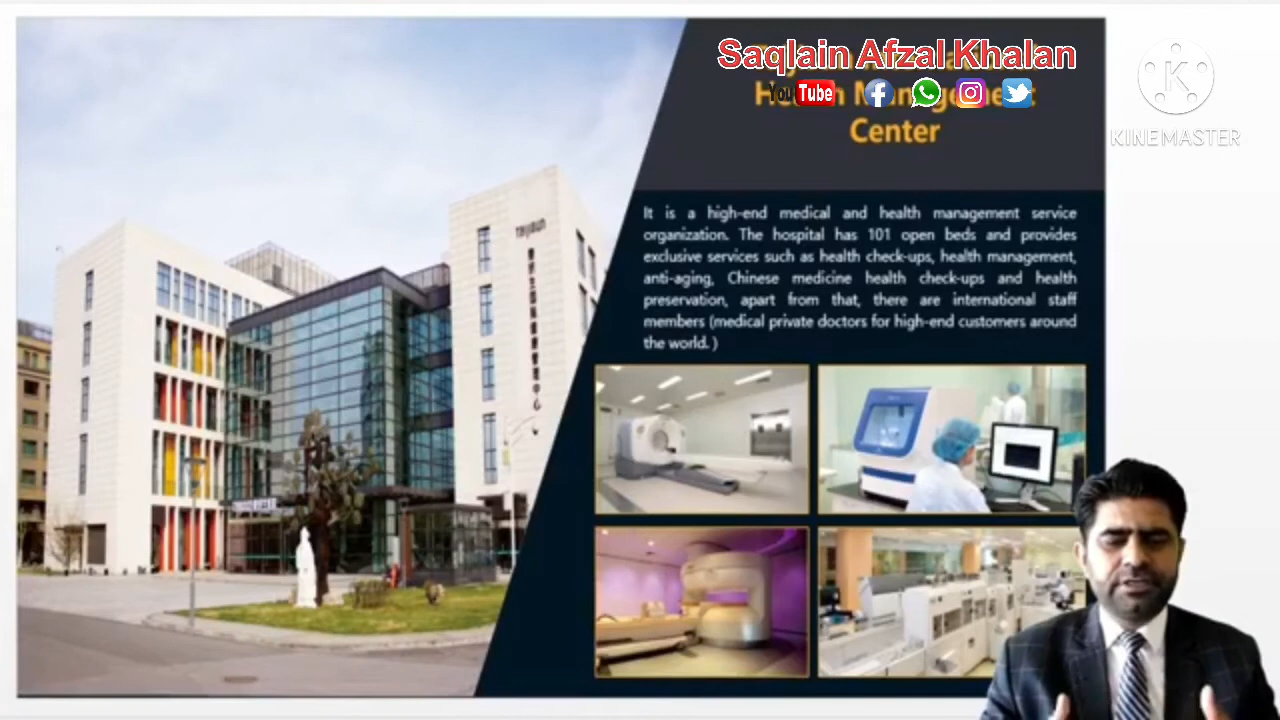 Saqlain Afzal Khalan
YouTube
Center
KINEMASTER
It is a high-end medical and health management service
organization. The hospital has 101 open beds and provides
exclusive services such as health check-ups, health management,
anti-aging, Chinese medicine health check-ups and health
preservation, apart from that, there are international staff
members (medical private doctors for high-end customers around
the world. )